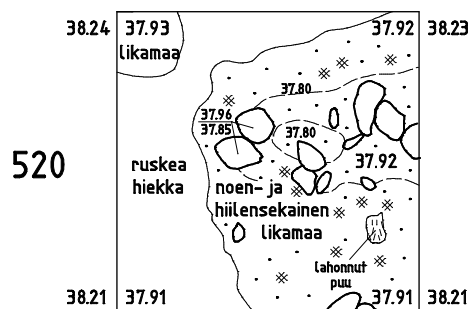 38.24 37.93 37.92 38.23
likamaa
37.80
37.96
37.85
37.80
520
37.92
ruskea
hiekka
noen- ja
hiilensekainen
likamaa
lahonnut
puu
38.21 37.91 37.91 38.21